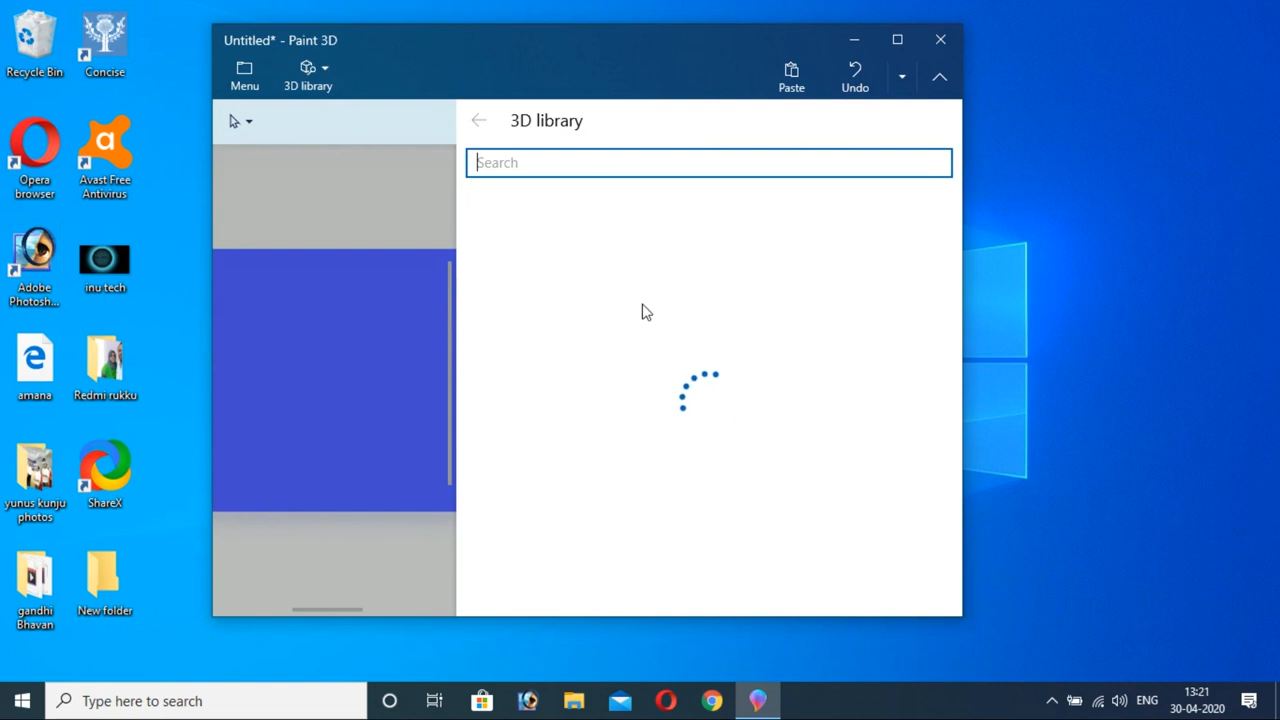 Recycle Bin
Concise
Opera
browser
Avast Free
Antivirus
Adobe
Photosh...
inu tech
amana
Redmi rukku
yunus kunju
photos
ShareX
gandhi
Bhavan
New folder
Untitled* - Paint 3D
Menu
3D library
Paste
Undo
3D library
Search
Type here to search
ENG
13:21
30-04-2020